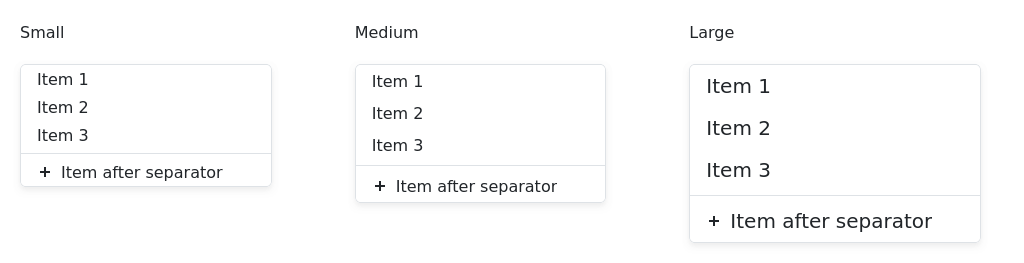 Small
Item 1
Item 2
Item 3
+ Item after separator
Medium
Item 1
Item 2
Item 3
+ Item after separator
Large
Item 1
Item 2
Item 3
+ Item after separator